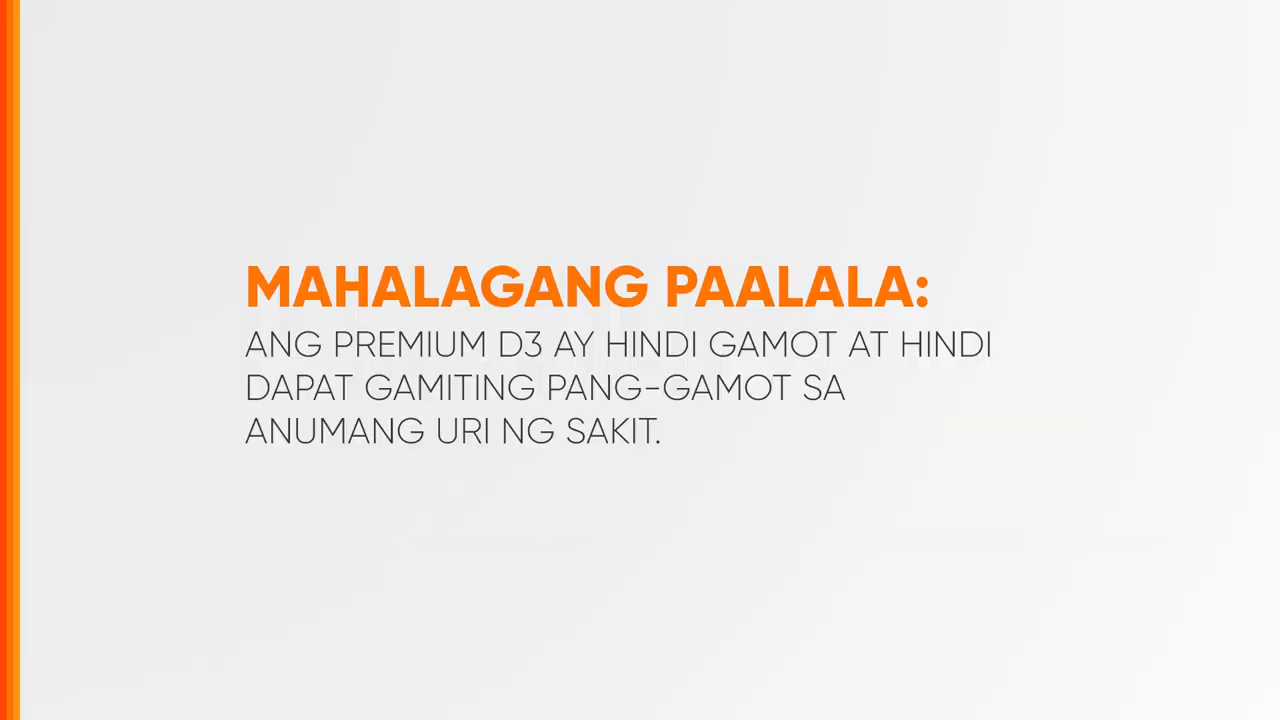 MAHALAGANG PAALALA:
ANG PREMIUM D3 AY HINDI GAMOT AT HINDI
DAPAT GAMITING PANG-GAMOT SA
ANUMANG URI NG SAKIT.